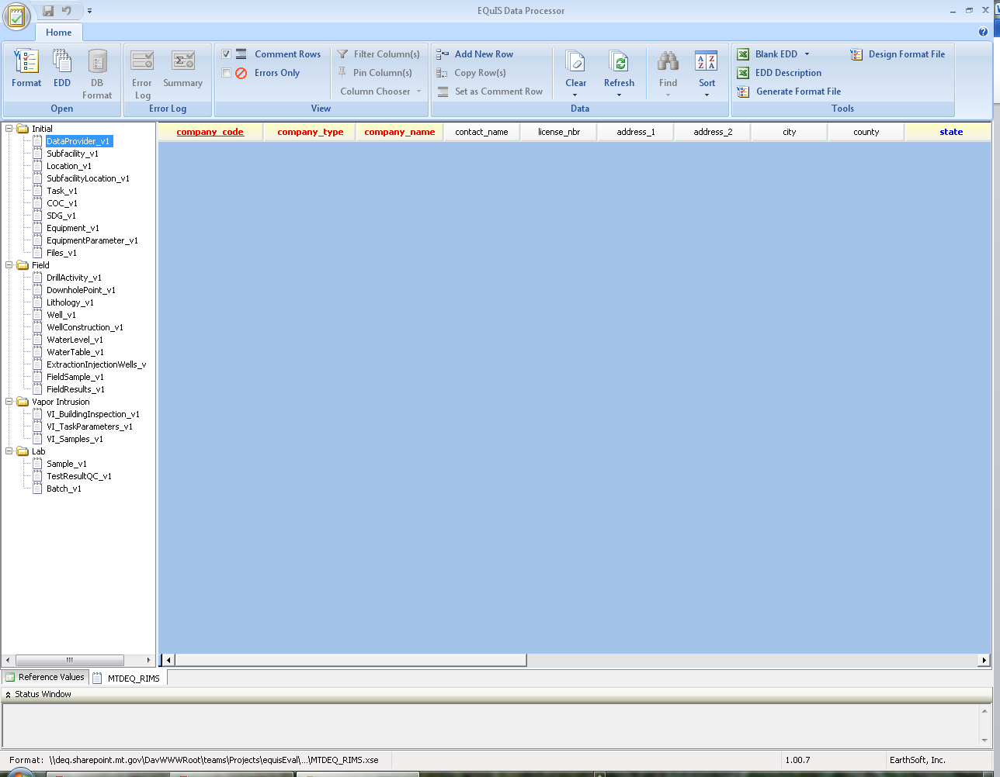 EQuIS Data Processor
Home
Format
EDD
DB
Format
Open
Error
Log
Summary
Error Log
Comment Rows
Errors Only
Filter Column(s)
Pin Column(s)
Column Chooser
View
Add New Row
Copy Row(s)
Set as Comment Row
Clear
Refresh
Find
Sort
Data
Blank EDD
EDD Description
Generate Format File
Design Format File
Tools
Initial
DataProvider_v1
Subfacility_v1
Location_v1
SubfacilityLocation_v1
Task_v1
COC_v1
SDG_v1
Equipment_v1
EquipmentParameter_v1
Files_v1
Field
DrillActivity_v1
DownholePoint_v1
Lithology_v1
Well_v1
WellConstruction_v1
WaterLevel_v1
WaterTable_v1
ExtractionInjectionWells_v
FieldSample_v1
FieldResults_v1
Vapor Intrusion
VI_BuildingInspection_v1
VI_TaskParameters_v1
VI_Samples_v1
Lab
Sample_v1
TestResultQC_v1
Batch_v1
company_code company_type company_name contact_name license_nbr address_1 address_2 city county state
Reference Values
MTDEQ_RIMS
Status Window
Format: \\deq.sharepoint.mt.gov\DavWWWRoot\teams\Projects\equisEval\...\MTDEQ_RIMS.xse
1.00.7
EarthSoft, Inc.